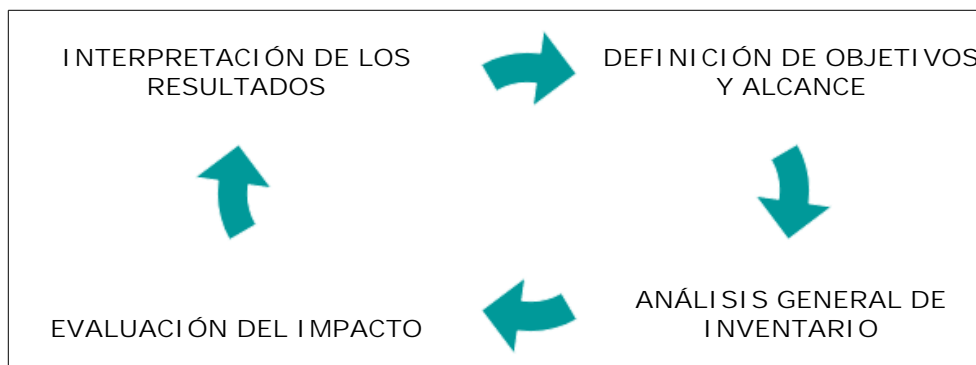 INTERPRETACIÓN DE LOS
RESULTADOS
DEFINICIÓN DE OBJETIVOS
Y ALCANCE
EVALUACIÓN DEL IMPACTO
ANÁLISIS GENERAL DE
INVENTARIO